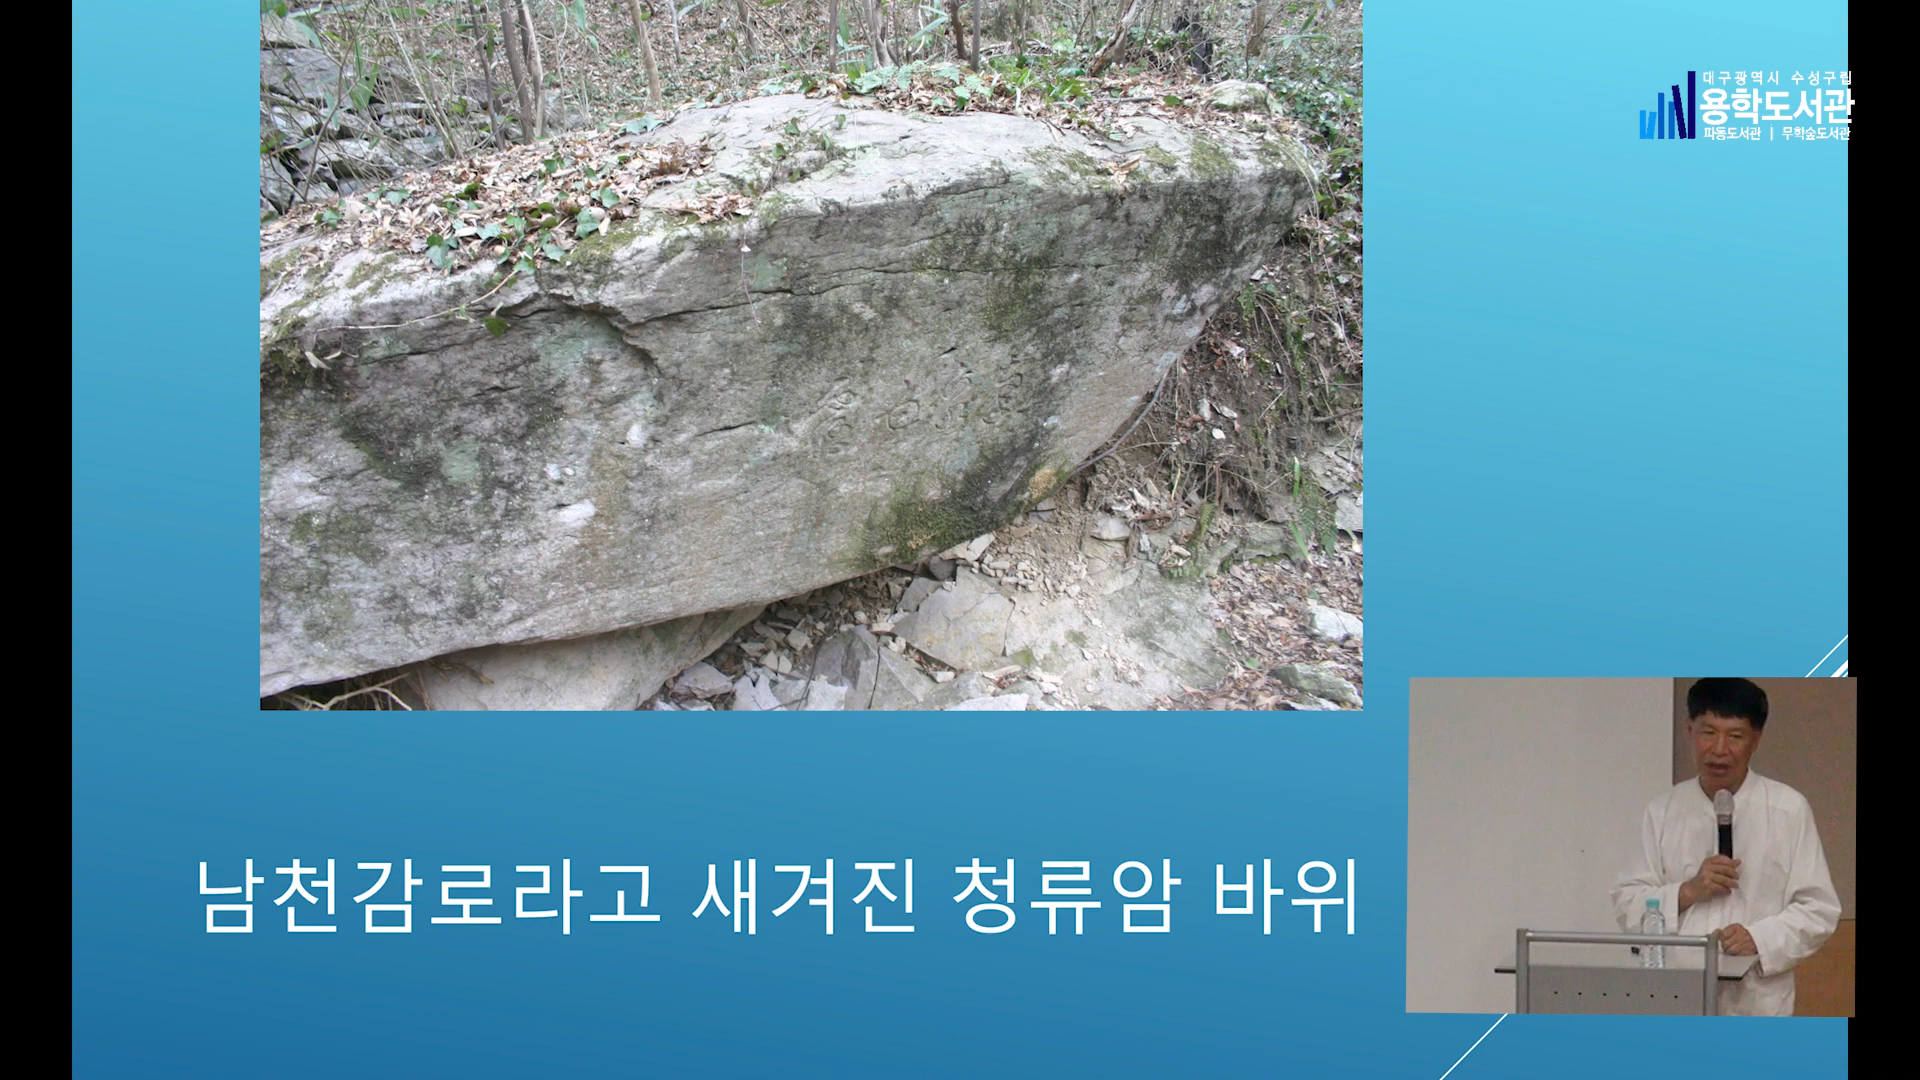 대구광역시 수성구립
용학도서관
파동도서관 | 무학숲도서관
남천감로라고 새겨진 청류암 바위